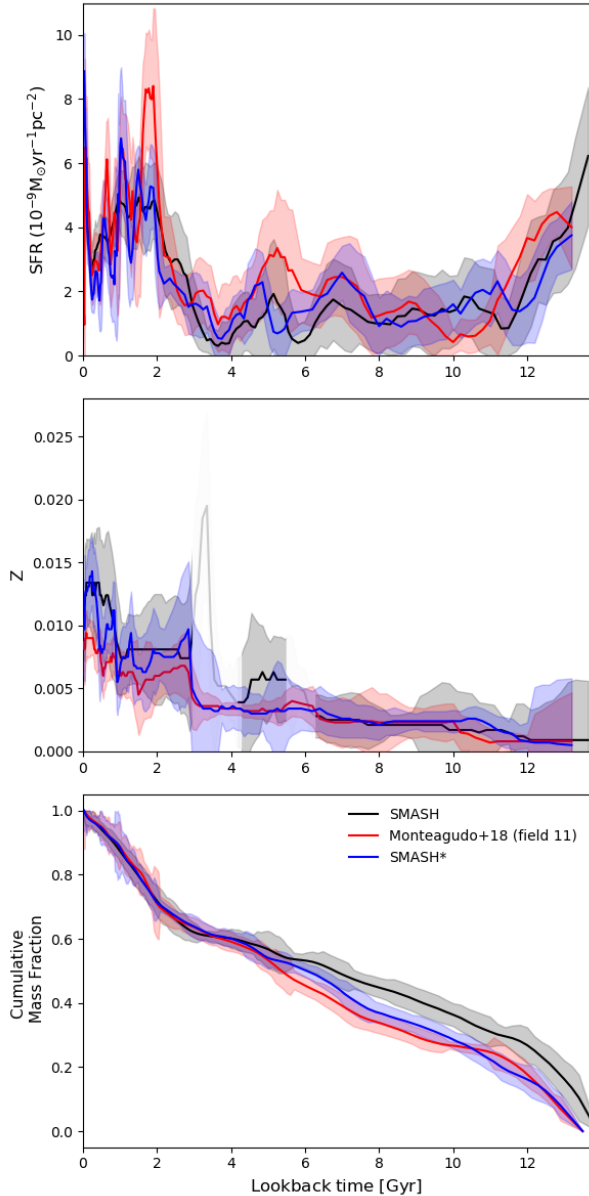 10
8
6
4
2
0
SFR (10⁻⁹M⊙yr⁻¹pc⁻²)
0 2 4 6 8 10 12
0.025
0.020
0.015
0.010
0.005
0.000
Z
0 2 4 6 8 10 12
1.0
0.8
0.6
0.4
0.2
0.0
Cumulative
Mass Fraction
SMASH
Monteagudo+18 (field 11)
SMASH*
0 2 4 6 8 10 12
Lookback time [Gyr]